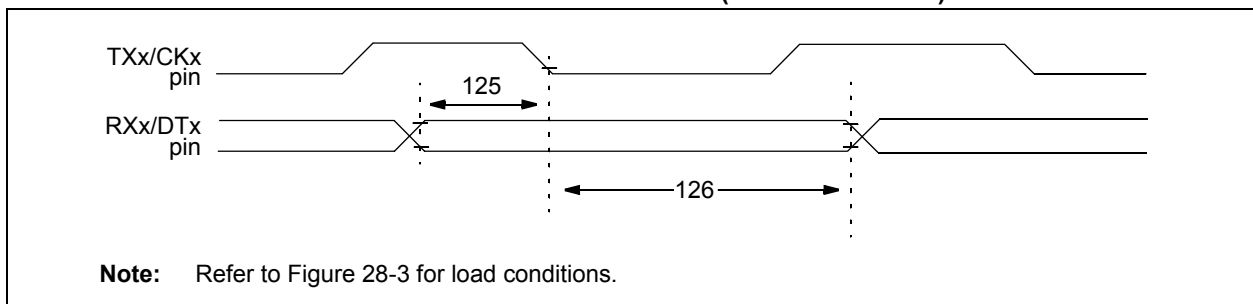 TXx/CKx
pin
125
RXx/DTx
pin
126
Note: Refer to Figure 28-3 for load conditions.